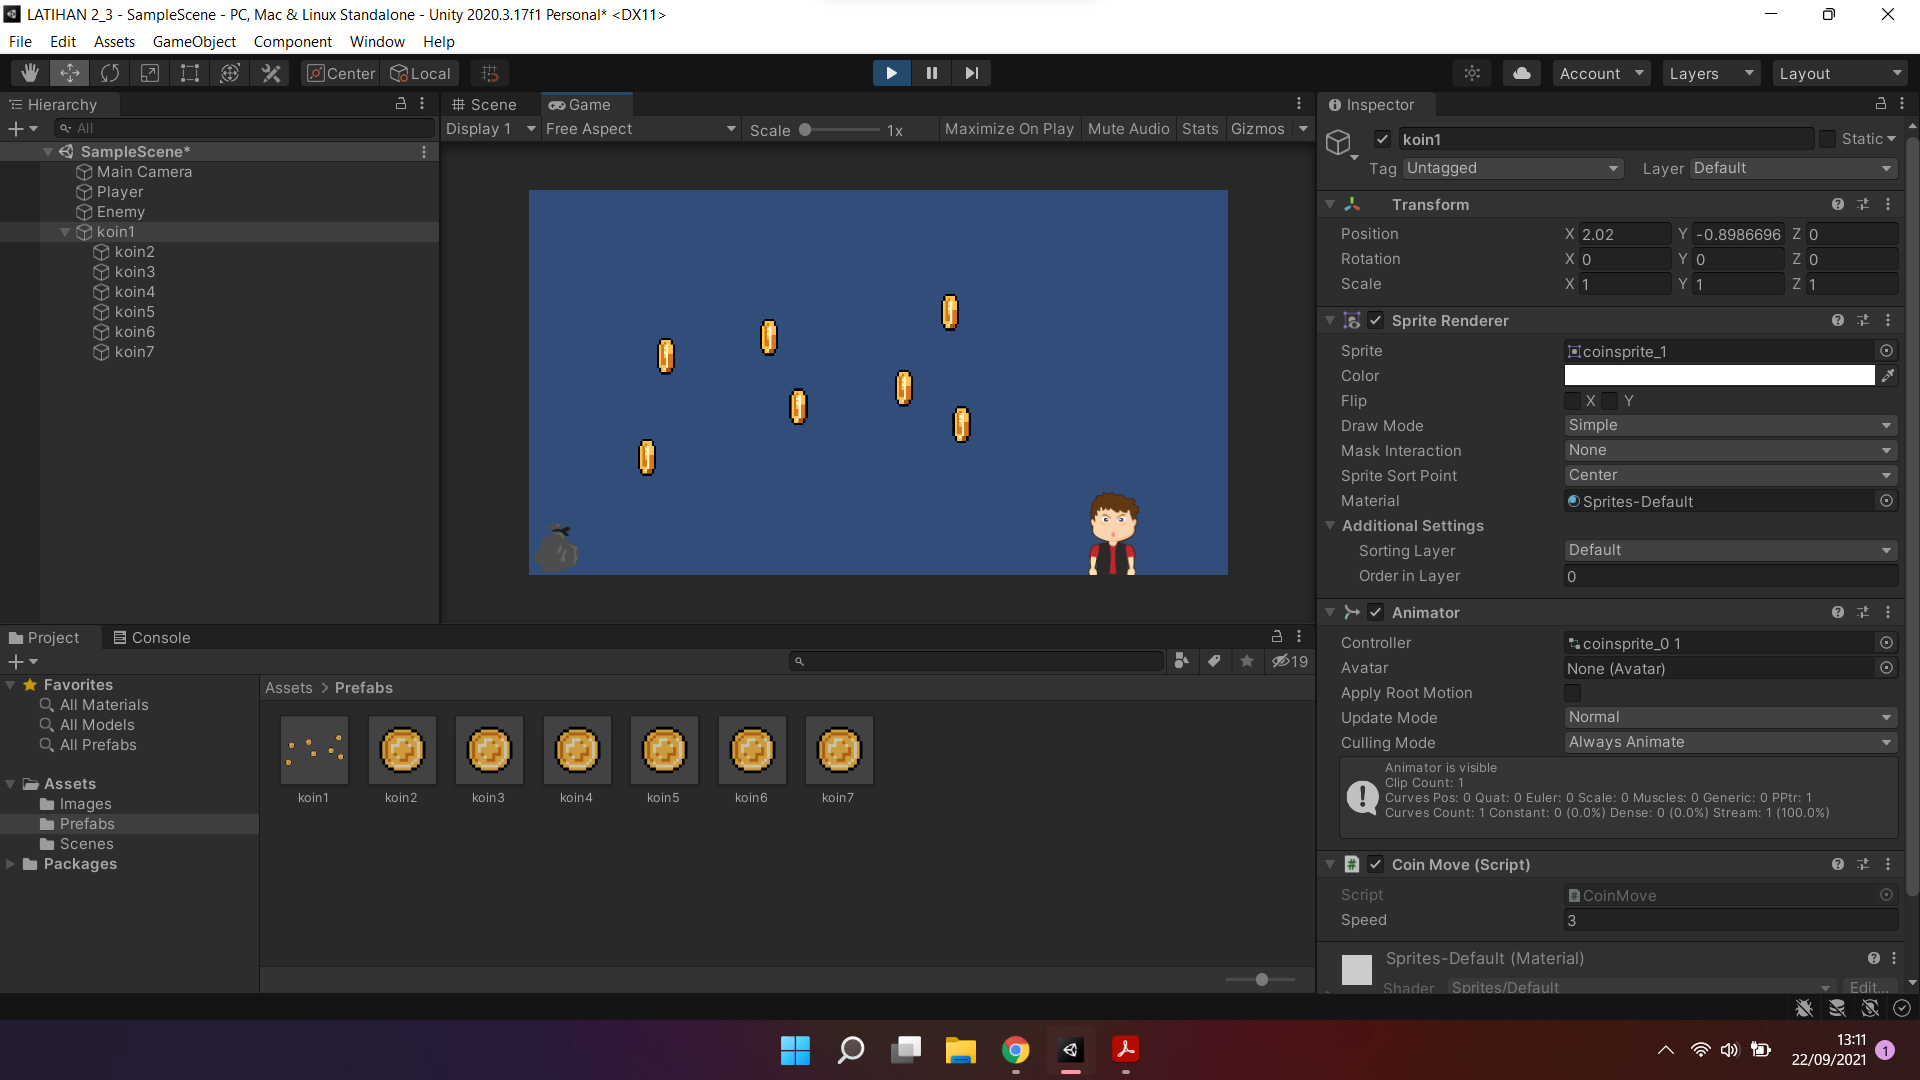 LATIHAN 2_3 - SampleScene - PC, Mac & Linux Standalone - Unity 2020.3.17f1 Personal* <DX11>
File Edit Assets GameObject Component Window Help
Center Local Account Layers Layout
Hierarchy
All
SampleScene*
Main Camera
Player
Enemy
koin1
koin2
koin3
koin4
koin5
koin6
koin7
Scene Game
Display 1 Free Aspect Scale 1x Maximize On Play Mute Audio Stats Gizmos
Project Console
19
Favorites
All Materials
All Models
All Prefabs
Assets
Images
Prefabs
Scenes
Packages
Assets > Prefabs
koin1 koin2 koin3 koin4 koin5 koin6 koin7
Inspector
koin1 Static
Tag Untagged Layer Default
Transform
Position X 2.02 Y -0.8986696 Z 0
Rotation X 0 Y 0 Z 0
Scale X 1 Y 1 Z 1
Sprite Renderer
Sprite coinsprite_1
Color
Flip X Y
Draw Mode Simple
Mask Interaction None
Sprite Sort Point Center
Material Sprites-Default
Additional Settings
Sorting Layer Default
Order in Layer 0
Animator
Controller coinsprite_0 1
Avatar None (Avatar)
Apply Root Motion
Update Mode Normal
Culling Mode Always Animate
Animator is visible
Clip Count: 1
Curves Pos: 0 Quat: 0 Euler: 0 Scale: 0 Muscles: 0 Generic: 0 PPtr: 1
Curves Count: 1 Constant: 0 (0.0%) Dense: 0 (0.0%) Stream: 1 (100.0%)
# Coin Move (Script)
Script # CoinMove
Speed 3
Sprites-Default (Material)
Shader Sprites/Default Edit...
13:11
22/09/2021 1